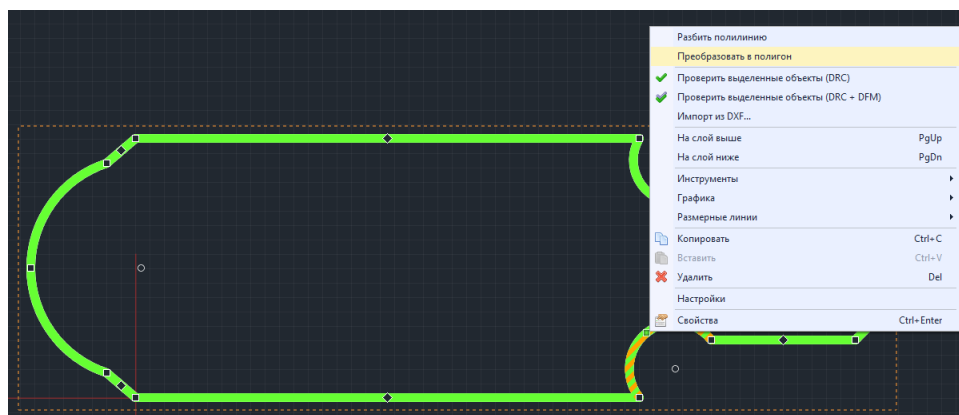 Разбить полилинию
Преобразовать в полигон
Проверить выделенные объекты (DRC)
Проверить выделенные объекты (DRC + DFM)
Импорт из DXF...
На слой выше PgUp
На слой ниже PgDn
Инструменты
Графика
Размерные линии
Копировать Ctrl+C
Вставить Ctrl+V
Удалить Del
Настройки
Свойства Ctrl+Enter